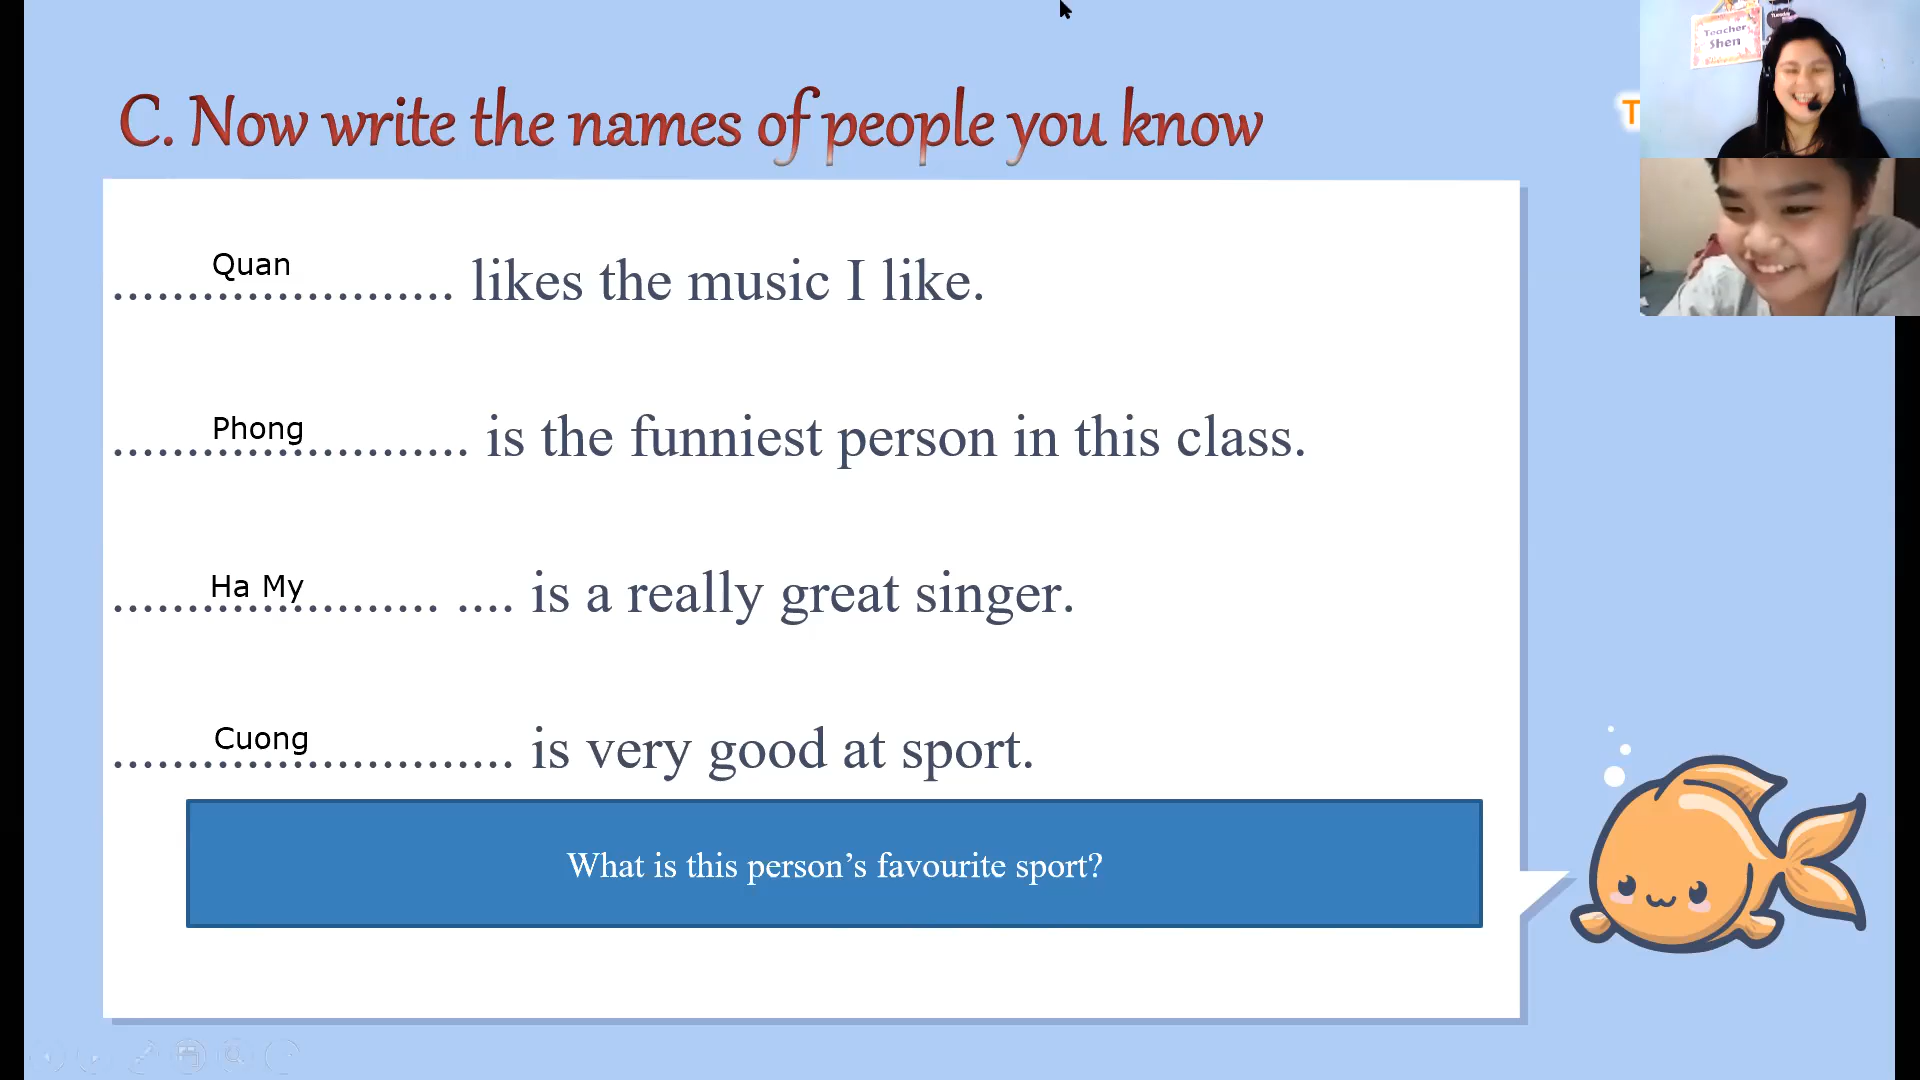 C. Now write the names of people you know
T
Teacher
Shen
Quan
....................... likes the music I like.
Phong
........................ is the funniest person in this class.
Ha My
...................... .... is a really great singer.
Cuong
........................... is very good at sport.
What is this person’s favourite sport?